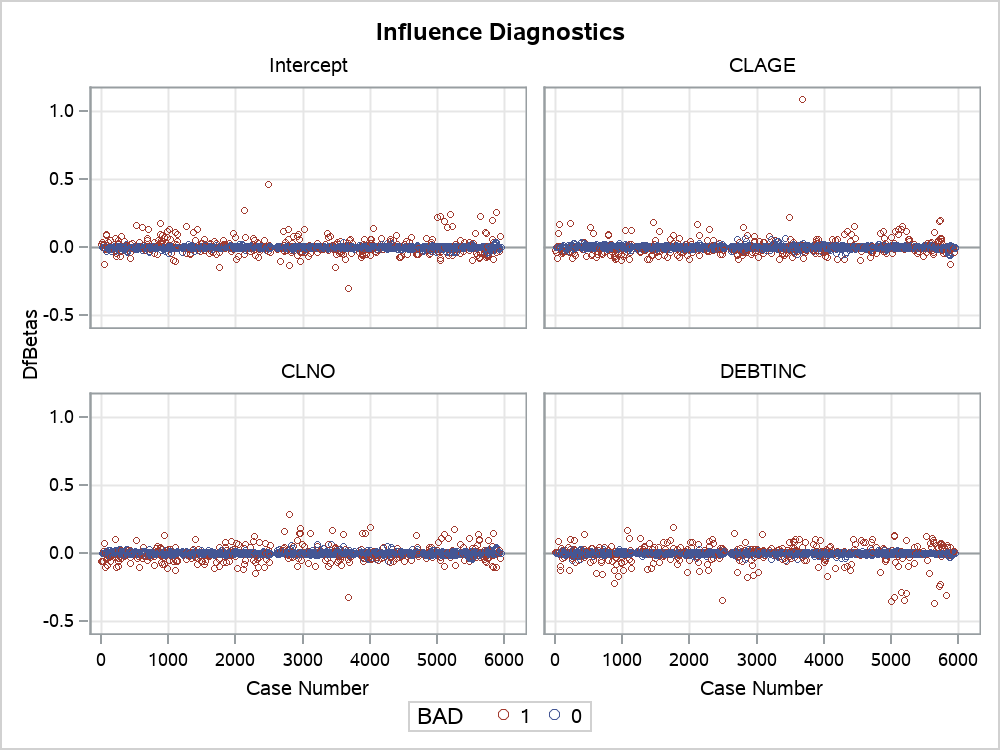 Influence Diagnostics
Intercept
CLAGE
1.0
0.5
0.0
-0.5
DfBetas
CLNO
DEBTINC
1.0
0.5
0.0
-0.5
0 1000 2000 3000 4000 5000 6000
0 1000 2000 3000 4000 5000 6000
Case Number
Case Number
BAD 1 0